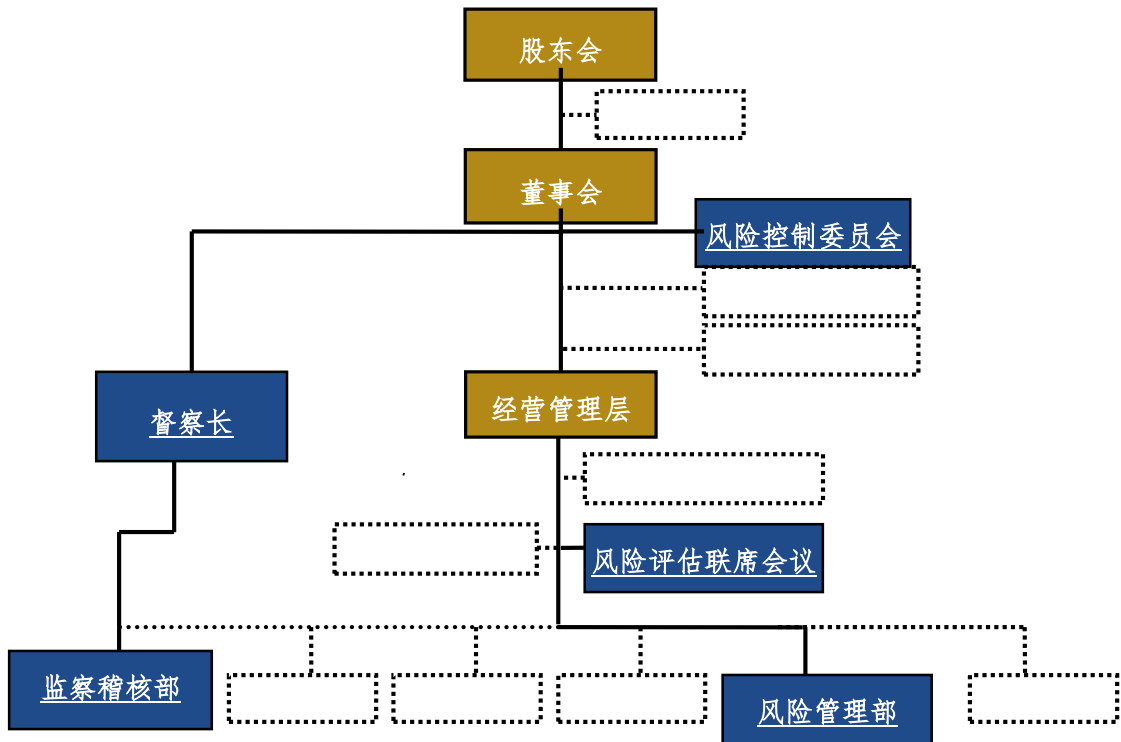 股东会
董事会
风险控制委员会
督察长
经营管理层
风险评估联席会议
监察稽核部
风险管理部